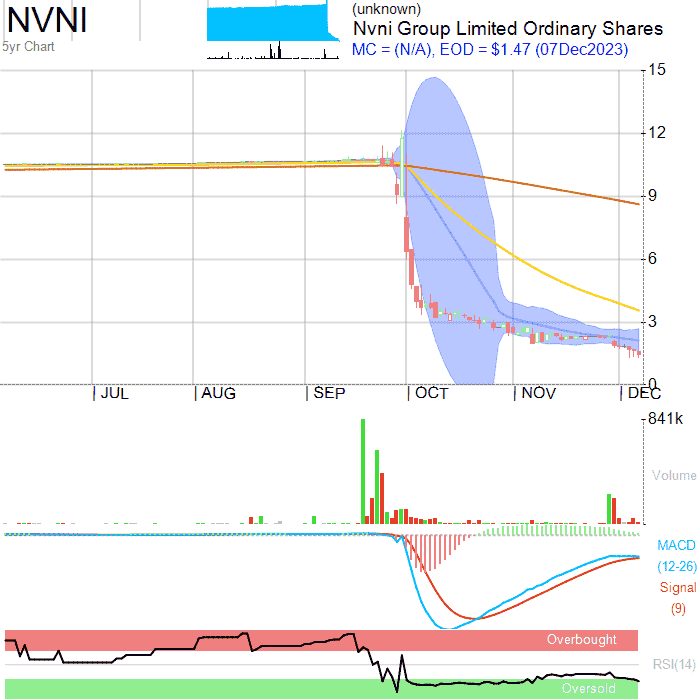 NVNI
5yr Chart
(unknown)
Nvni Group Limited Ordinary Shares
MC = (N/A), EOD = $1.47 (07Dec2023)
15
12
9
6
3
0
JUL
AUG
SEP
OCT
NOV
DEC
841k
Volume
MACD
(12-26)
Signal
(9)
Overbought
RSI(14)
Oversold